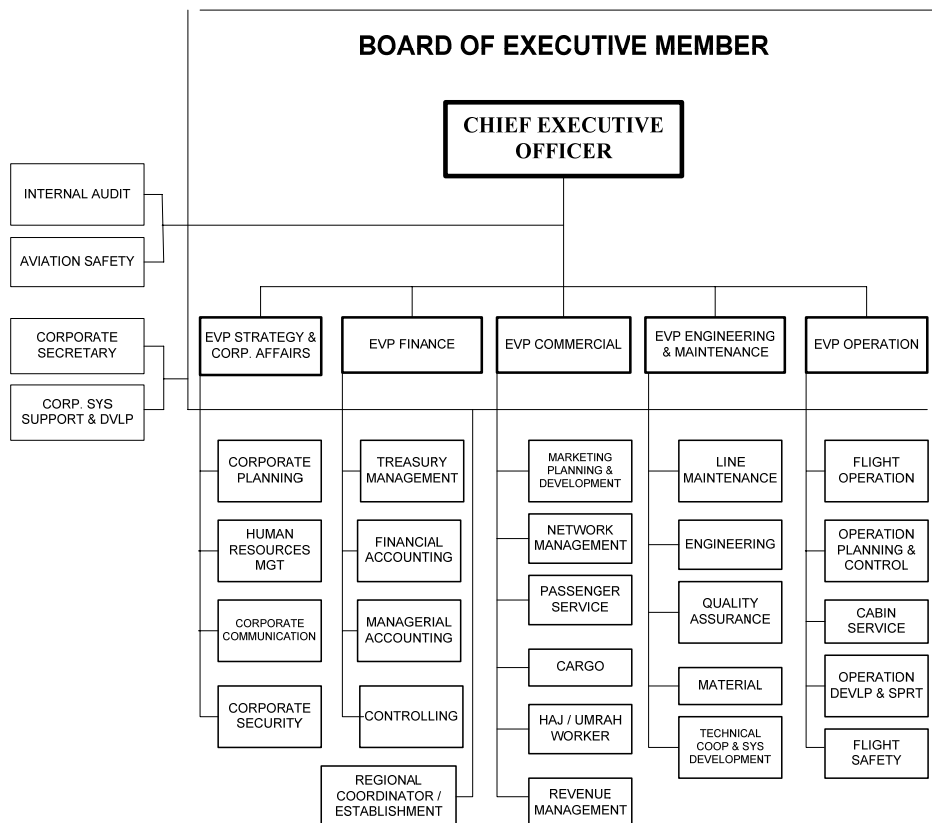 BOARD OF EXECUTIVE MEMBER
CHIEF EXECUTIVE
OFFICER
INTERNAL AUDIT
AVIATION SAFETY
CORPORATE
SECRETARY
CORP. SYS
SUPPORT & DVLP
EVP STRATEGY &
CORP. AFFAIRS
EVP FINANCE
EVP COMMERCIAL
EVP ENGINEERING
& MAINTENANCE
EVP OPERATION
CORPORATE
PLANNING
HUMAN
RESOURCES
MGT
CORPORATE
COMMUNICATION
CORPORATE
SECURITY
TREASURY
MANAGEMENT
FINANCIAL
ACCOUNTING
MANAGERIAL
ACCOUNTING
CONTROLLING
REGIONAL
COORDINATOR /
ESTABLISHMENT
MARKETING
PLANNING &
DEVELOPMENT
NETWORK
MANAGEMENT
PASSENGER
SERVICE
CARGO
HAJ / UMRAH
WORKER
REVENUE
MANAGEMENT
LINE
MAINTENANCE
ENGINEERING
QUALITY
ASSURANCE
MATERIAL
TECHNICAL
COOP & SYS
DEVELOPMENT
FLIGHT
OPERATION
OPERATION
PLANNING &
CONTROL
CABIN
SERVICE
OPERATION
DEVLP & SPRT
FLIGHT
SAFETY